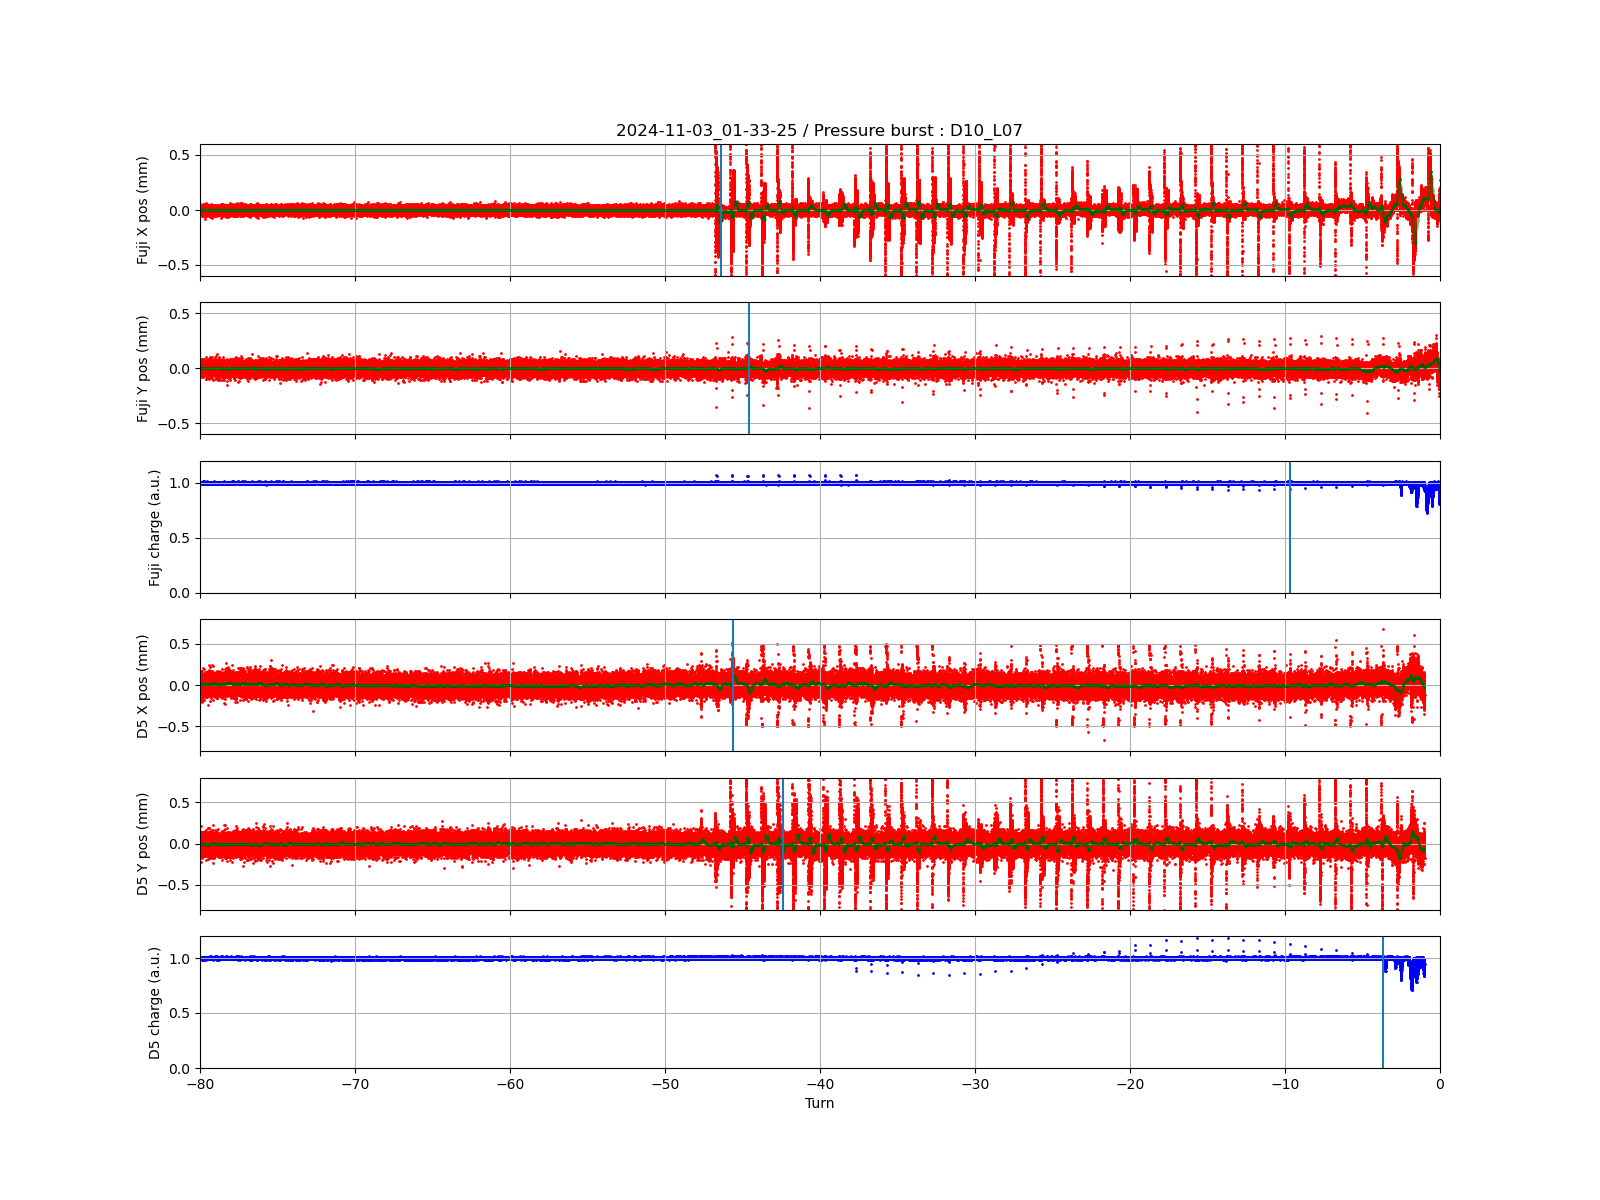 2024-11-03_01-33-25 / Pressure burst : D10_L07
Fuji X pos (mm)
0.5
0.0
−0.5
Fuji Y pos (mm)
0.5
0.0
−0.5
Fuji charge (a.u.)
1.0
0.5
0.0
D5 X pos (mm)
0.5
0.0
−0.5
D5 Y pos (mm)
0.5
0.0
−0.5
D5 charge (a.u.)
1.0
0.5
0.0
−80 −70 −60 −50 −40 −30 −20 −10 0
Turn